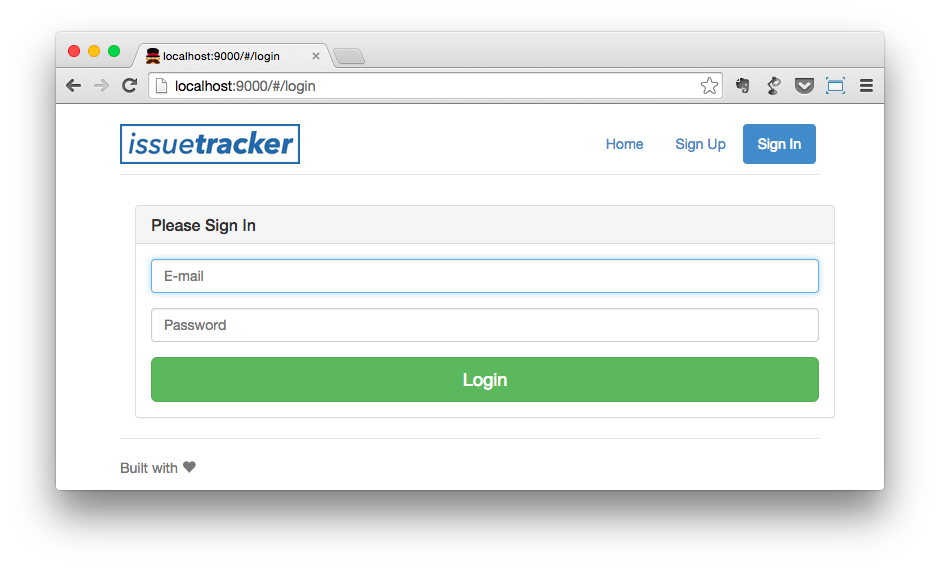 localhost:9000/#/login
localhost:9000/#/login
issuetracker
Home
Sign Up
Sign In
Please Sign In
E-mail
Password
Login
Built with ♥